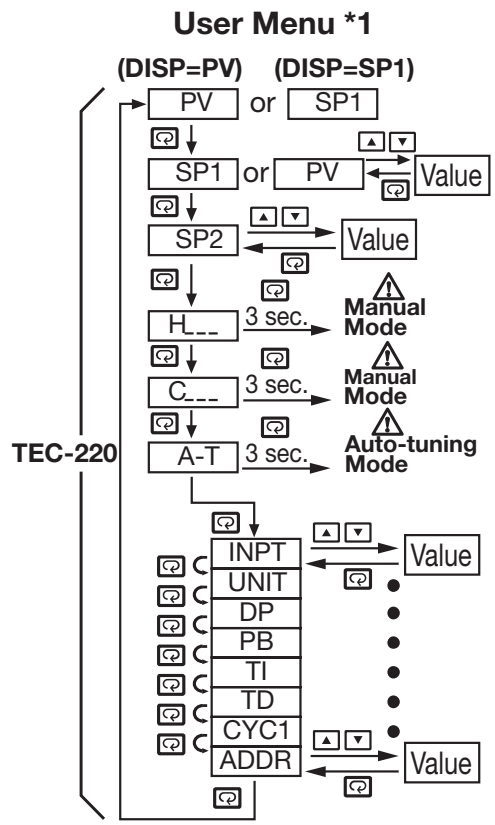 User Menu *1
(DISP=PV) (DISP=SP1)
PV or SP1
SP1 or PV Value
SP2 Value
H_ _ _ 3 sec. Manual Mode
C_ _ _ 3 sec. Manual Mode
TEC-220
A-T 3 sec. Auto-tuning Mode
INPT Value
UNIT
DP
PB
TI
TD
CYC1
ADDR Value